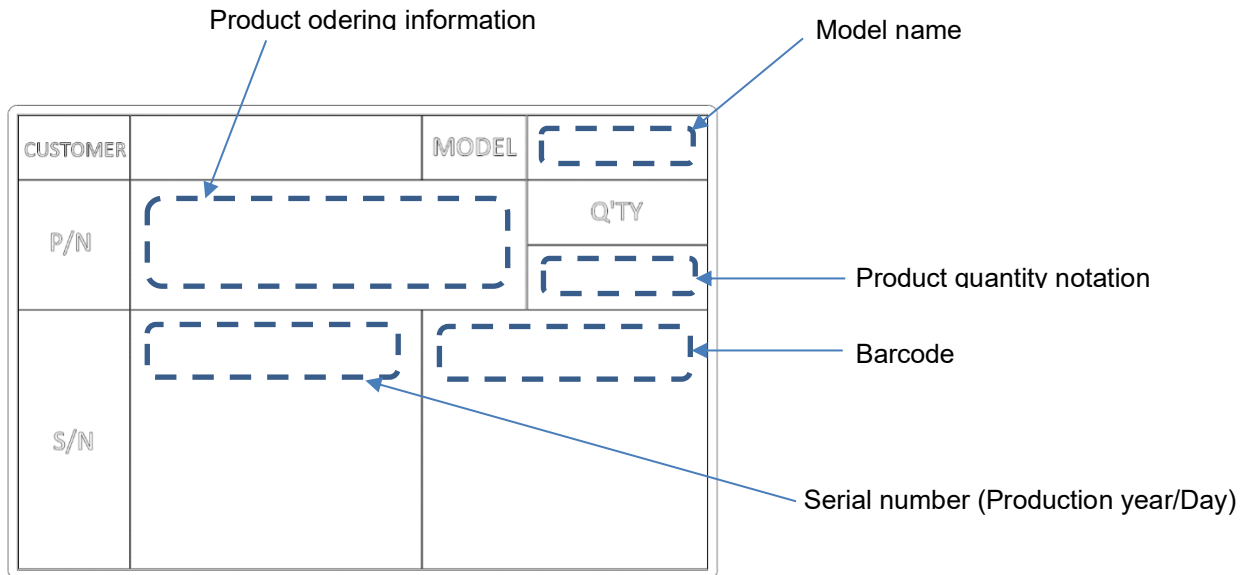 Product odering information
Model name
CUSTOMER
MODEL
P/N
Q'TY
Product quantity notation
Barcode
S/N
Serial number (Production year/Day)